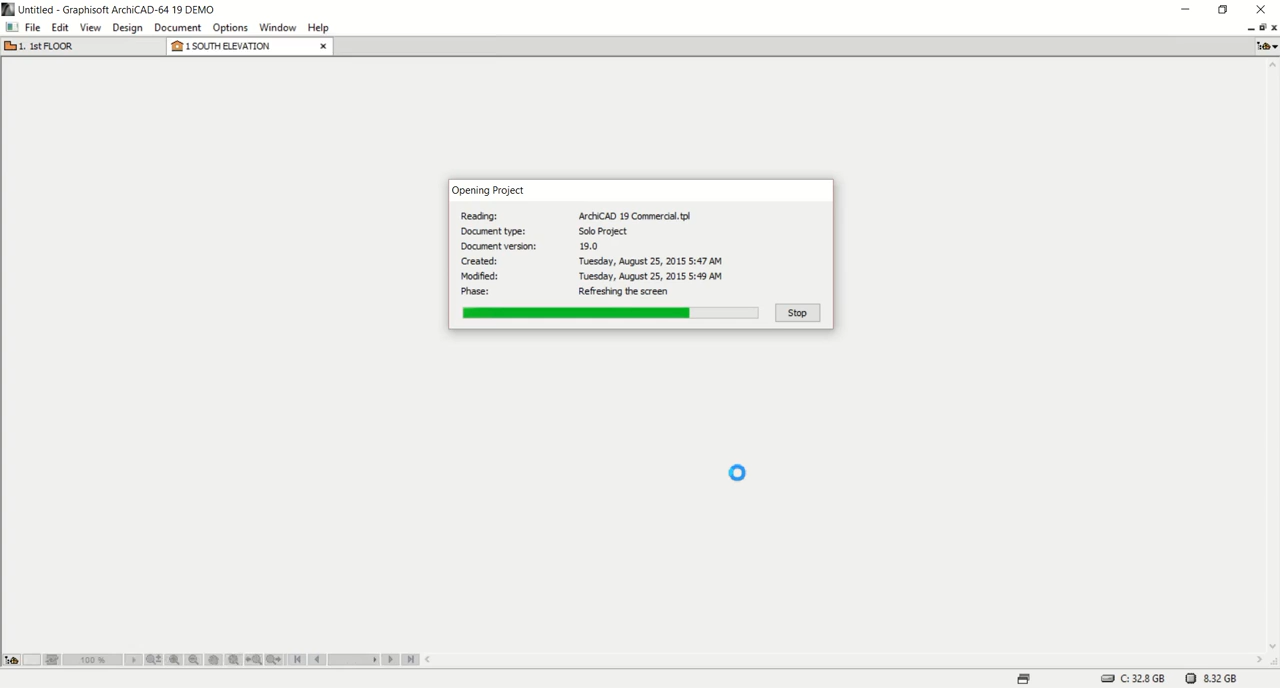 Untitled - Graphisoft ArchiCAD-64 19 DEMO
File Edit View Design Document Options Window Help
1. 1st FLOOR 1 SOUTH ELEVATION
Opening Project
Reading: ArchiCAD 19 Commercial.tpl
Document type: Solo Project
Document version: 19.0
Created: Tuesday, August 25, 2015 5:47 AM
Modified: Tuesday, August 25, 2015 5:49 AM
Phase: Refreshing the screen
Stop
100 %
C: 32.8 GB 8.32 GB